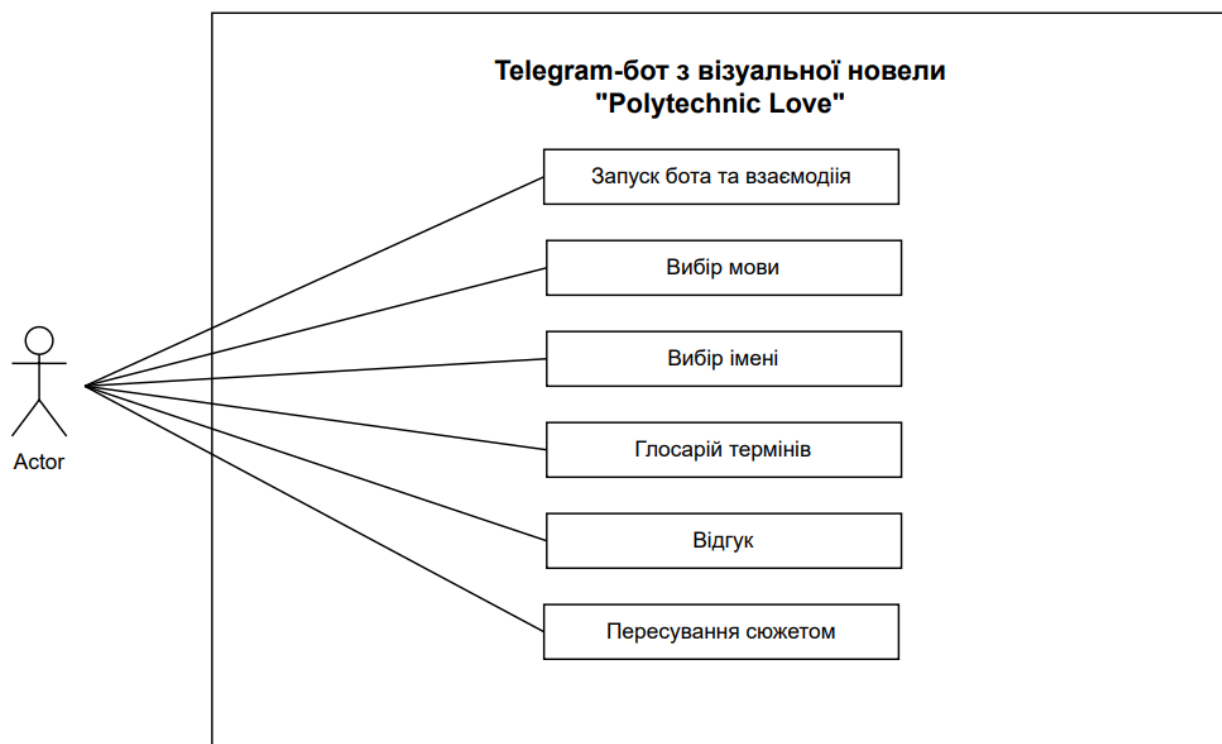 Telegram-бот з візуальної новели
"Polytechnic Love"
Запуск бота та взаємодіія
Вибір мови
Вибір імені
Глосарій термінів
Actor
Відгук
Пересування сюжетом